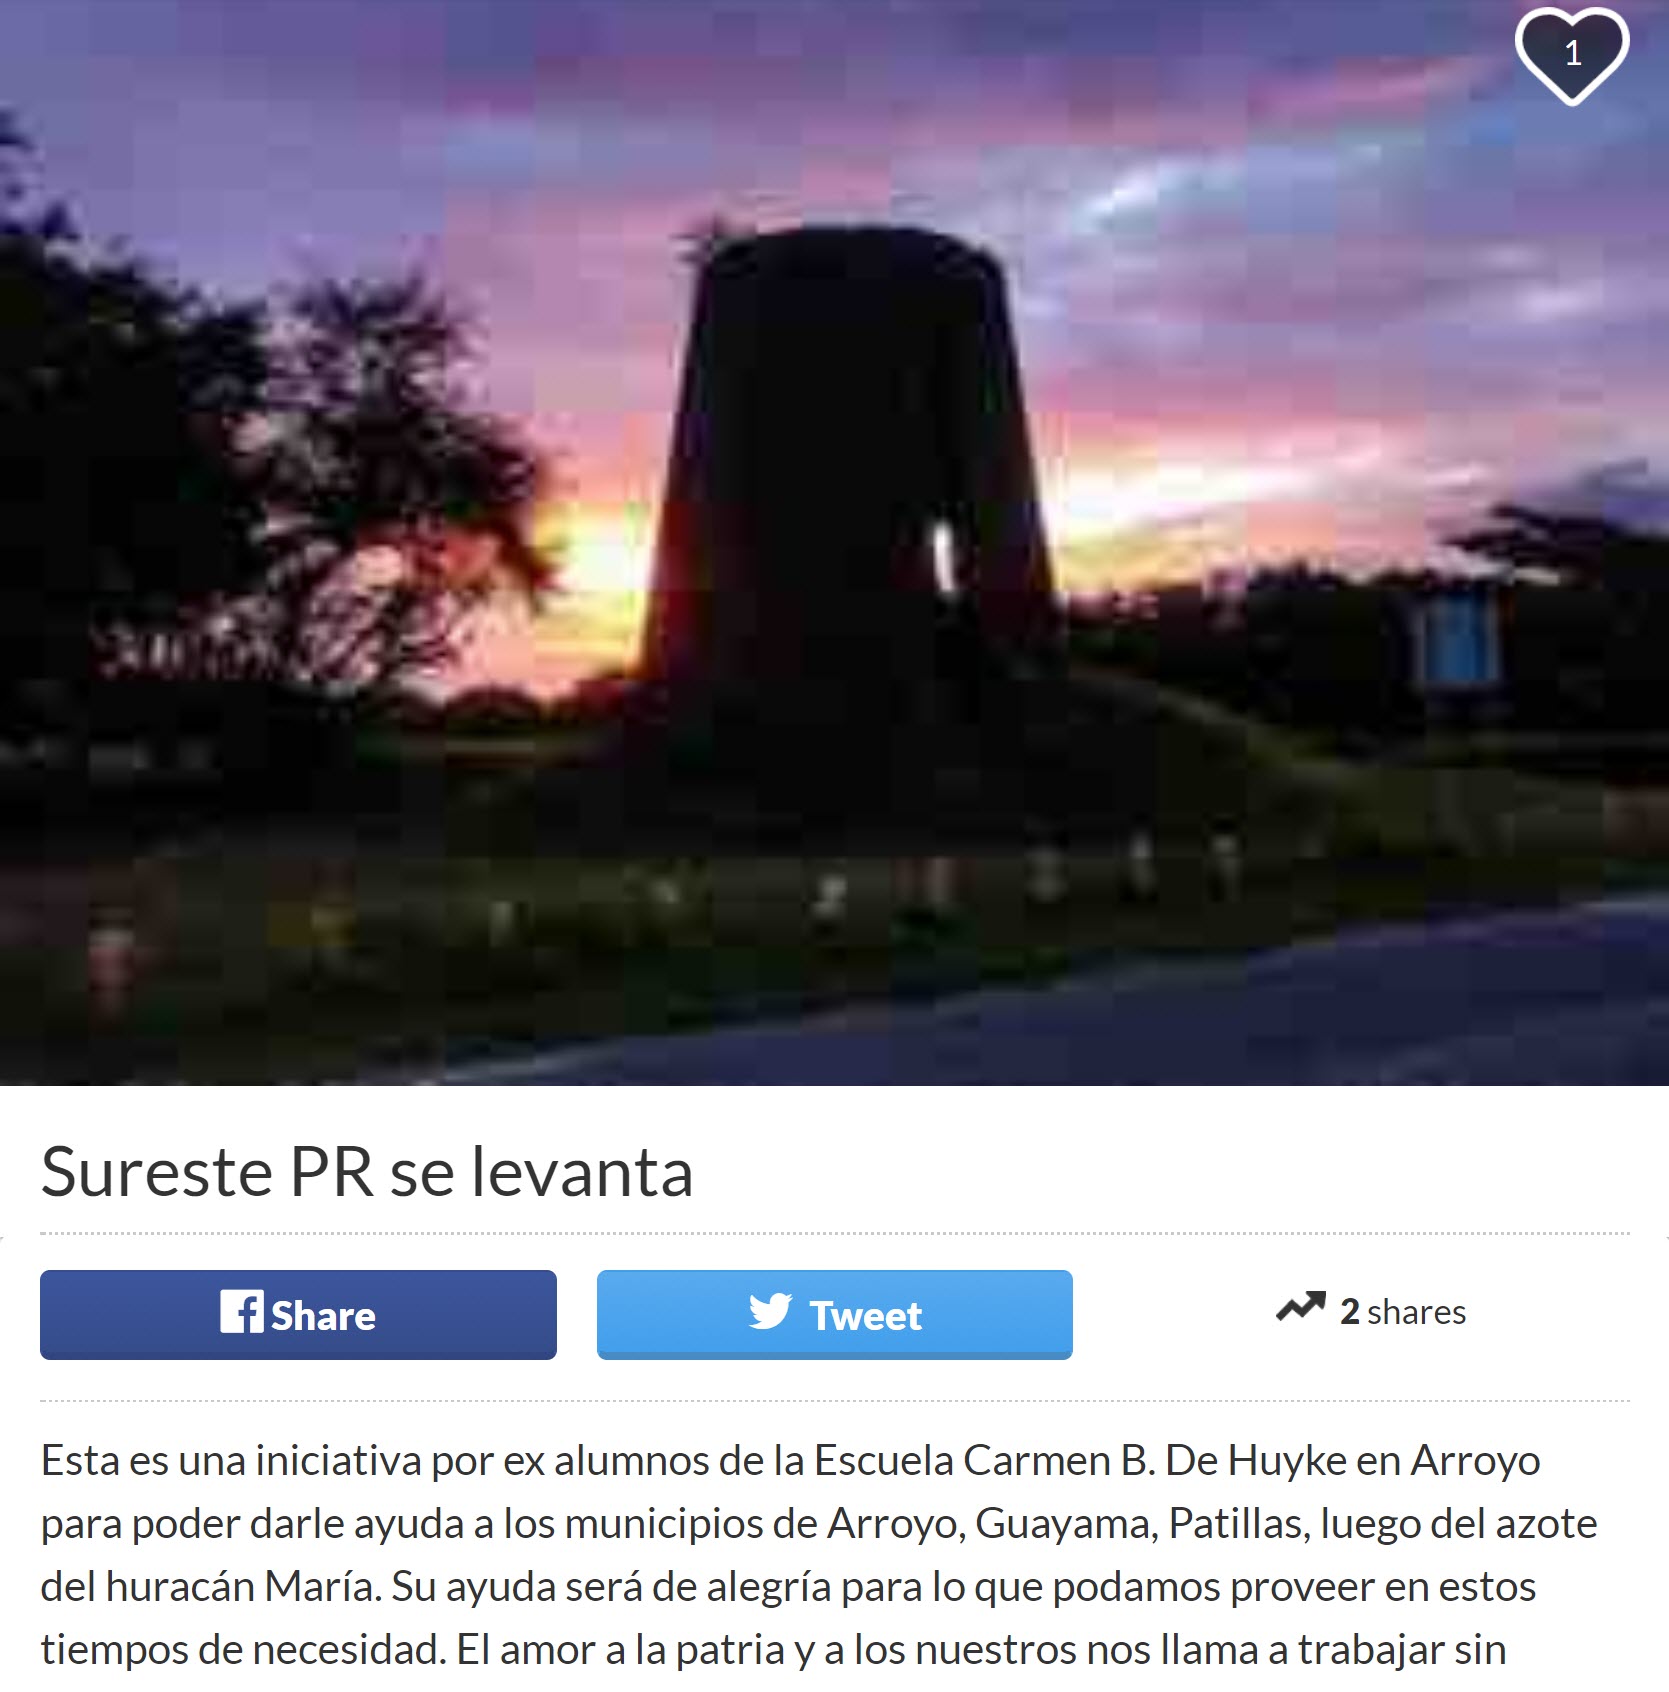 1
Sureste PR se levanta
Share
Tweet
2 shares
Esta es una iniciativa por ex alumnos de la Escuela Carmen B. De Huyke en Arroyo
para poder darle ayuda a los municipios de Arroyo, Guayama, Patillas, luego del azote
del huracán María. Su ayuda será de alegría para lo que podamos proveer en estos
tiempos de necesidad. El amor a la patria y a los nuestros nos llama a trabajar sin